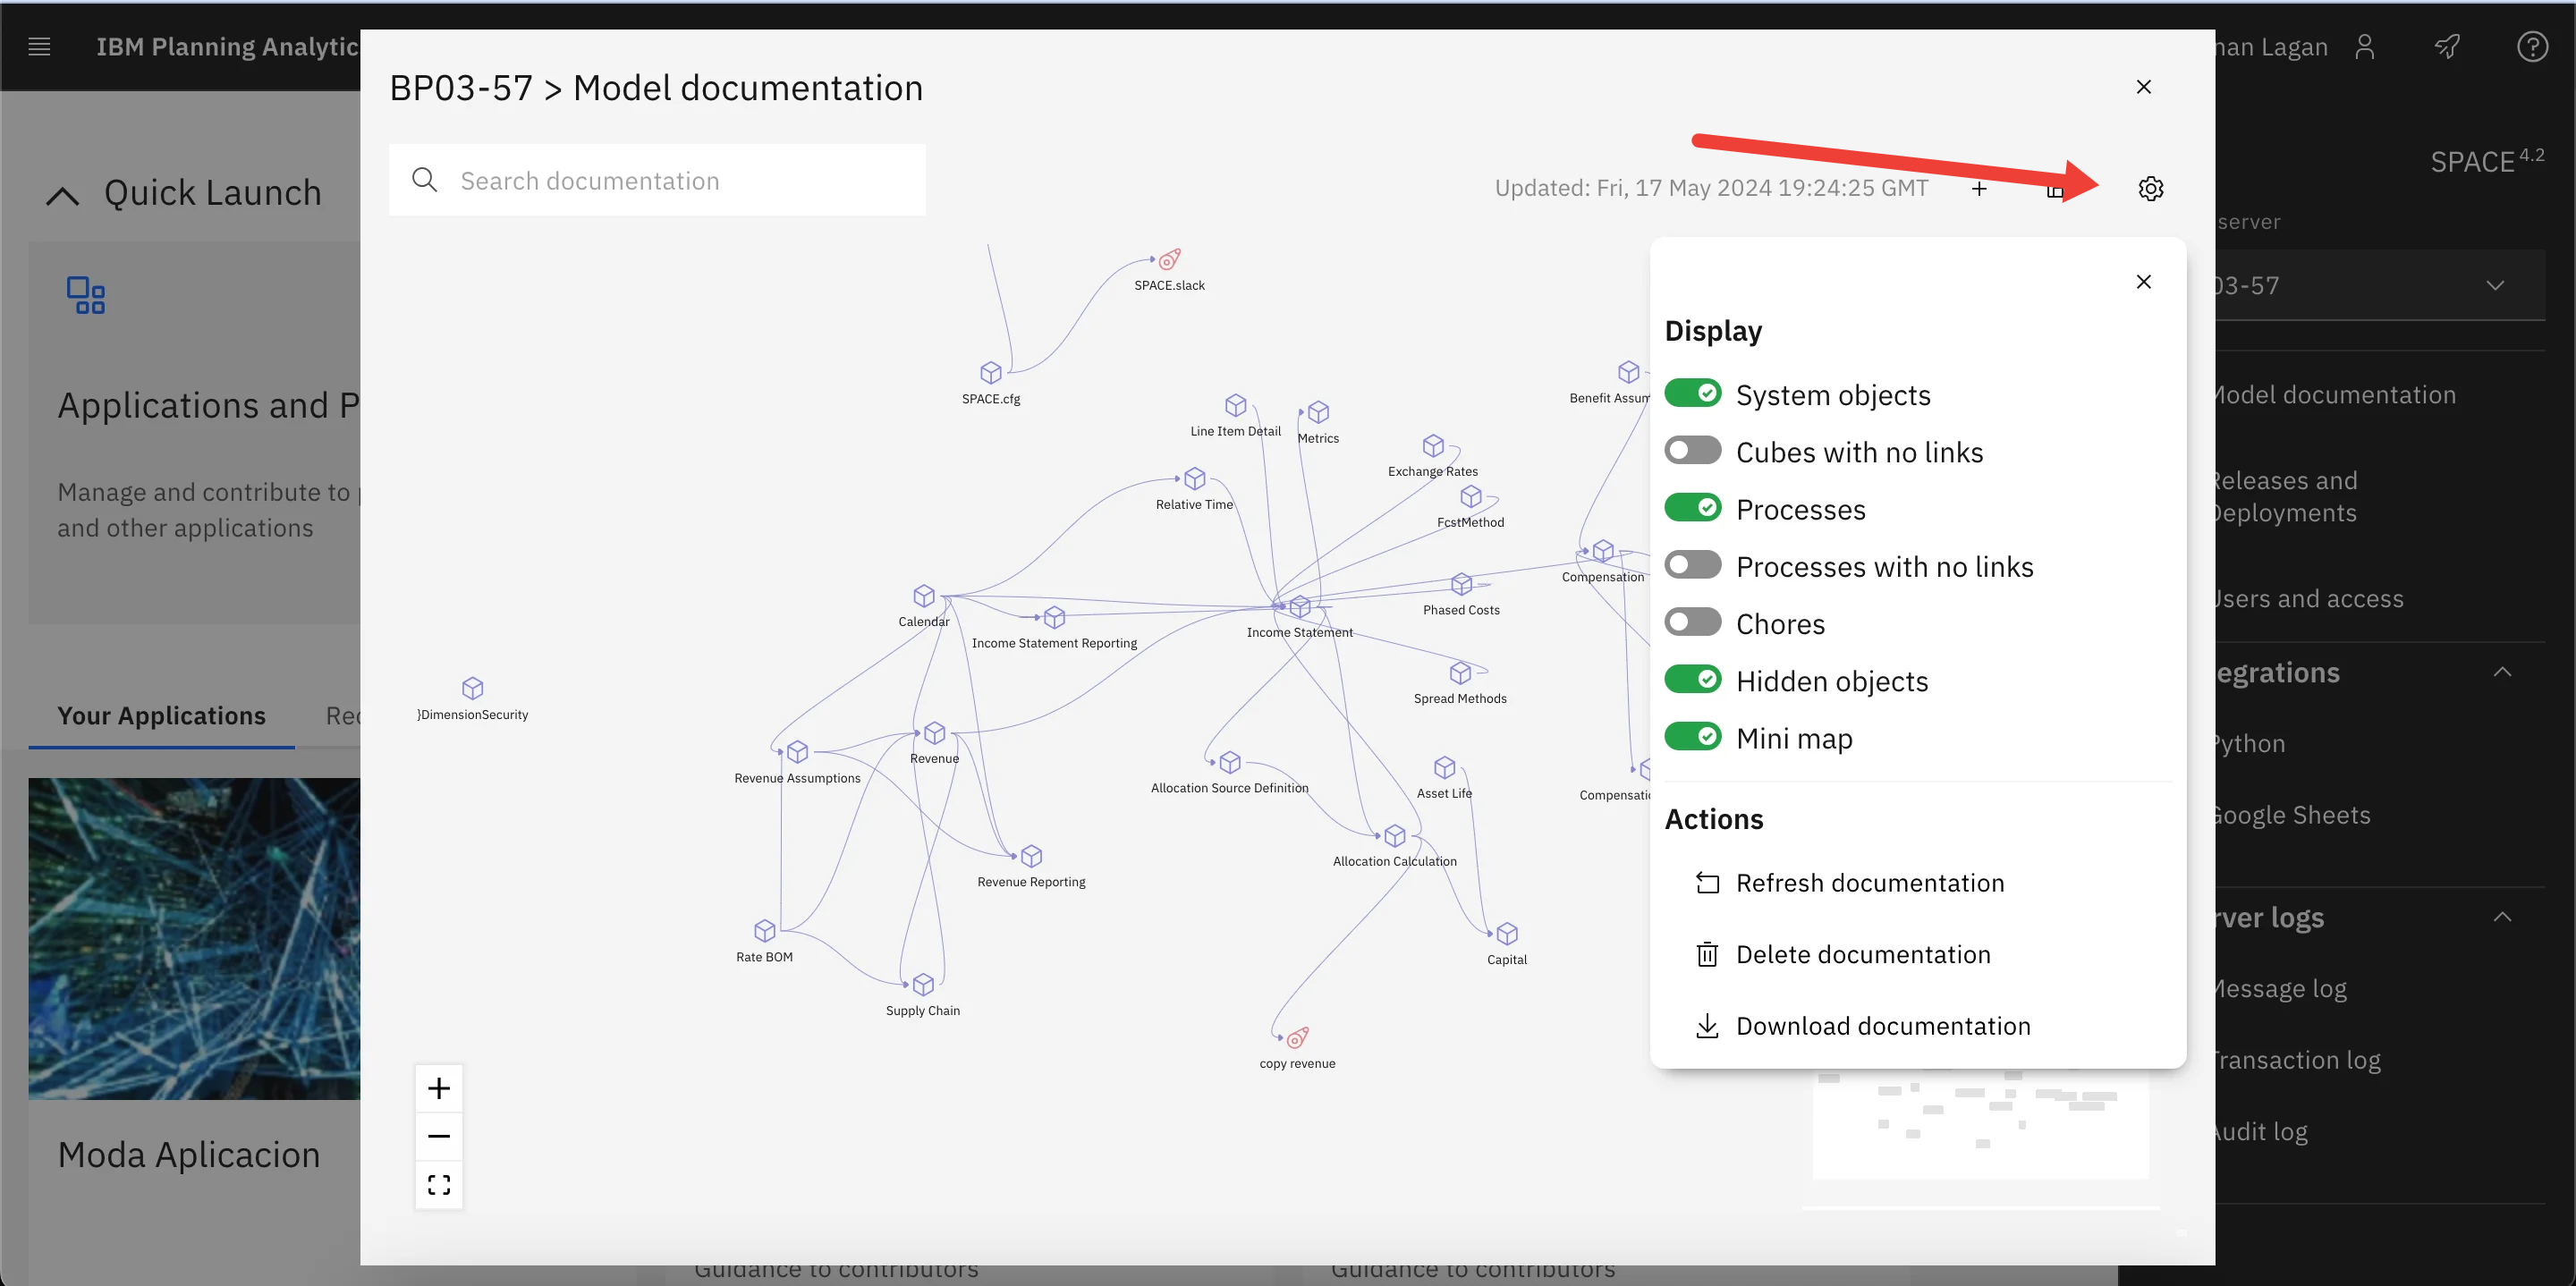 IBM Planning Analytic
nan Lagan
BP03-57 > Model documentation
Search documentation
Updated: Fri, 17 May 2024 19:24:25 GMT
SPACE 4.2
server
03-57
Quick Launch
Applications and P
Manage and contribute to
and other applications
Your Applications
Rec
Moda Aplicacion
SPACE.slack
SPACE.cfg
Line Item Detail
Metrics
Benefit Assum
Exchange Rates
Relative Time
FcstMethod
Compensation
Calendar
Phased Costs
Income Statement Reporting
Income Statement
Spread Methods
}DimensionSecurity
Revenue Assumptions
Revenue
Allocation Source Definition
Asset Life
Compensatio
Allocation Calculation
Revenue Reporting
Rate BOM
Capital
Supply Chain
copy revenue
Display
System objects
Cubes with no links
Processes
Processes with no links
Chores
Hidden objects
Mini map
Actions
Refresh documentation
Delete documentation
Download documentation
Model documentation
Releases and
Deployments
Users and access
egrations
Python
Google Sheets
rver logs
Message log
Transaction log
Audit log
Guidance to contributors
Guidance to contributors